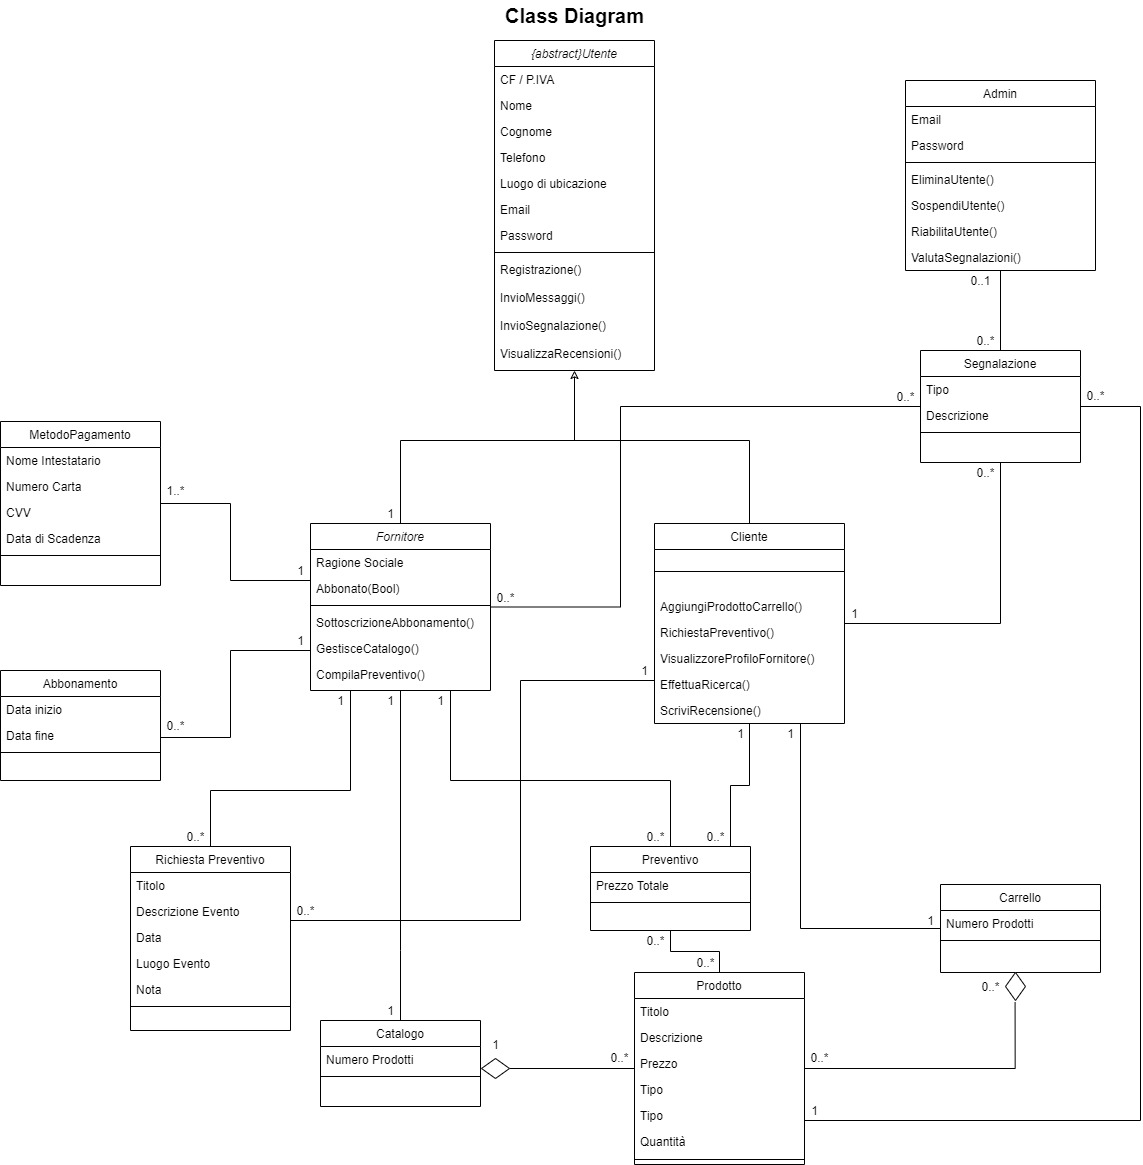 Class Diagram
{abstract}Utente
CF / P.IVA
Nome
Cognome
Telefono
Luogo di ubicazione
Email
Password
Registrazione()
InvioMessaggi()
InvioSegnalazione()
VisualizzaRecensioni()
Admin
Email
Password
EliminaUtente()
SospendiUtente()
RiabilitaUtente()
ValutaSegnalazioni()
0..1
0..*
Segnalazione
Tipo
Descrizione
0..*
0..*
0..*
MetodoPagamento
Nome Intestatario
Numero Carta
CVV
Data di Scadenza
1..*
1
1
Fornitore
Ragione Sociale
Abbonato(Bool)
SottoscrizioneAbbonamento()
GestisceCatalogo()
CompilaPreventivo()
0..*
1
1
1
1
Cliente
AggiungiProdottoCarrello()
RichiestaPreventivo()
VisualizzoreProfiloFornitore()
EffettuaRicerca()
ScriviRecensione()
1
1
1
1
Abbonamento
Data inizio
Data fine
0..*
0..*
Richiesta Preventivo
Titolo
Descrizione Evento
Data
Luogo Evento
Nota
0..*
0..*
0..*
Preventivo
Prezzo Totale
0..*
0..*
Carrello
Numero Prodotti
1
0..*
1
Catalogo
Numero Prodotti
1
0..*
Prodotto
Titolo
Descrizione
Prezzo
Tipo
Tipo
Quantità
0..*
1